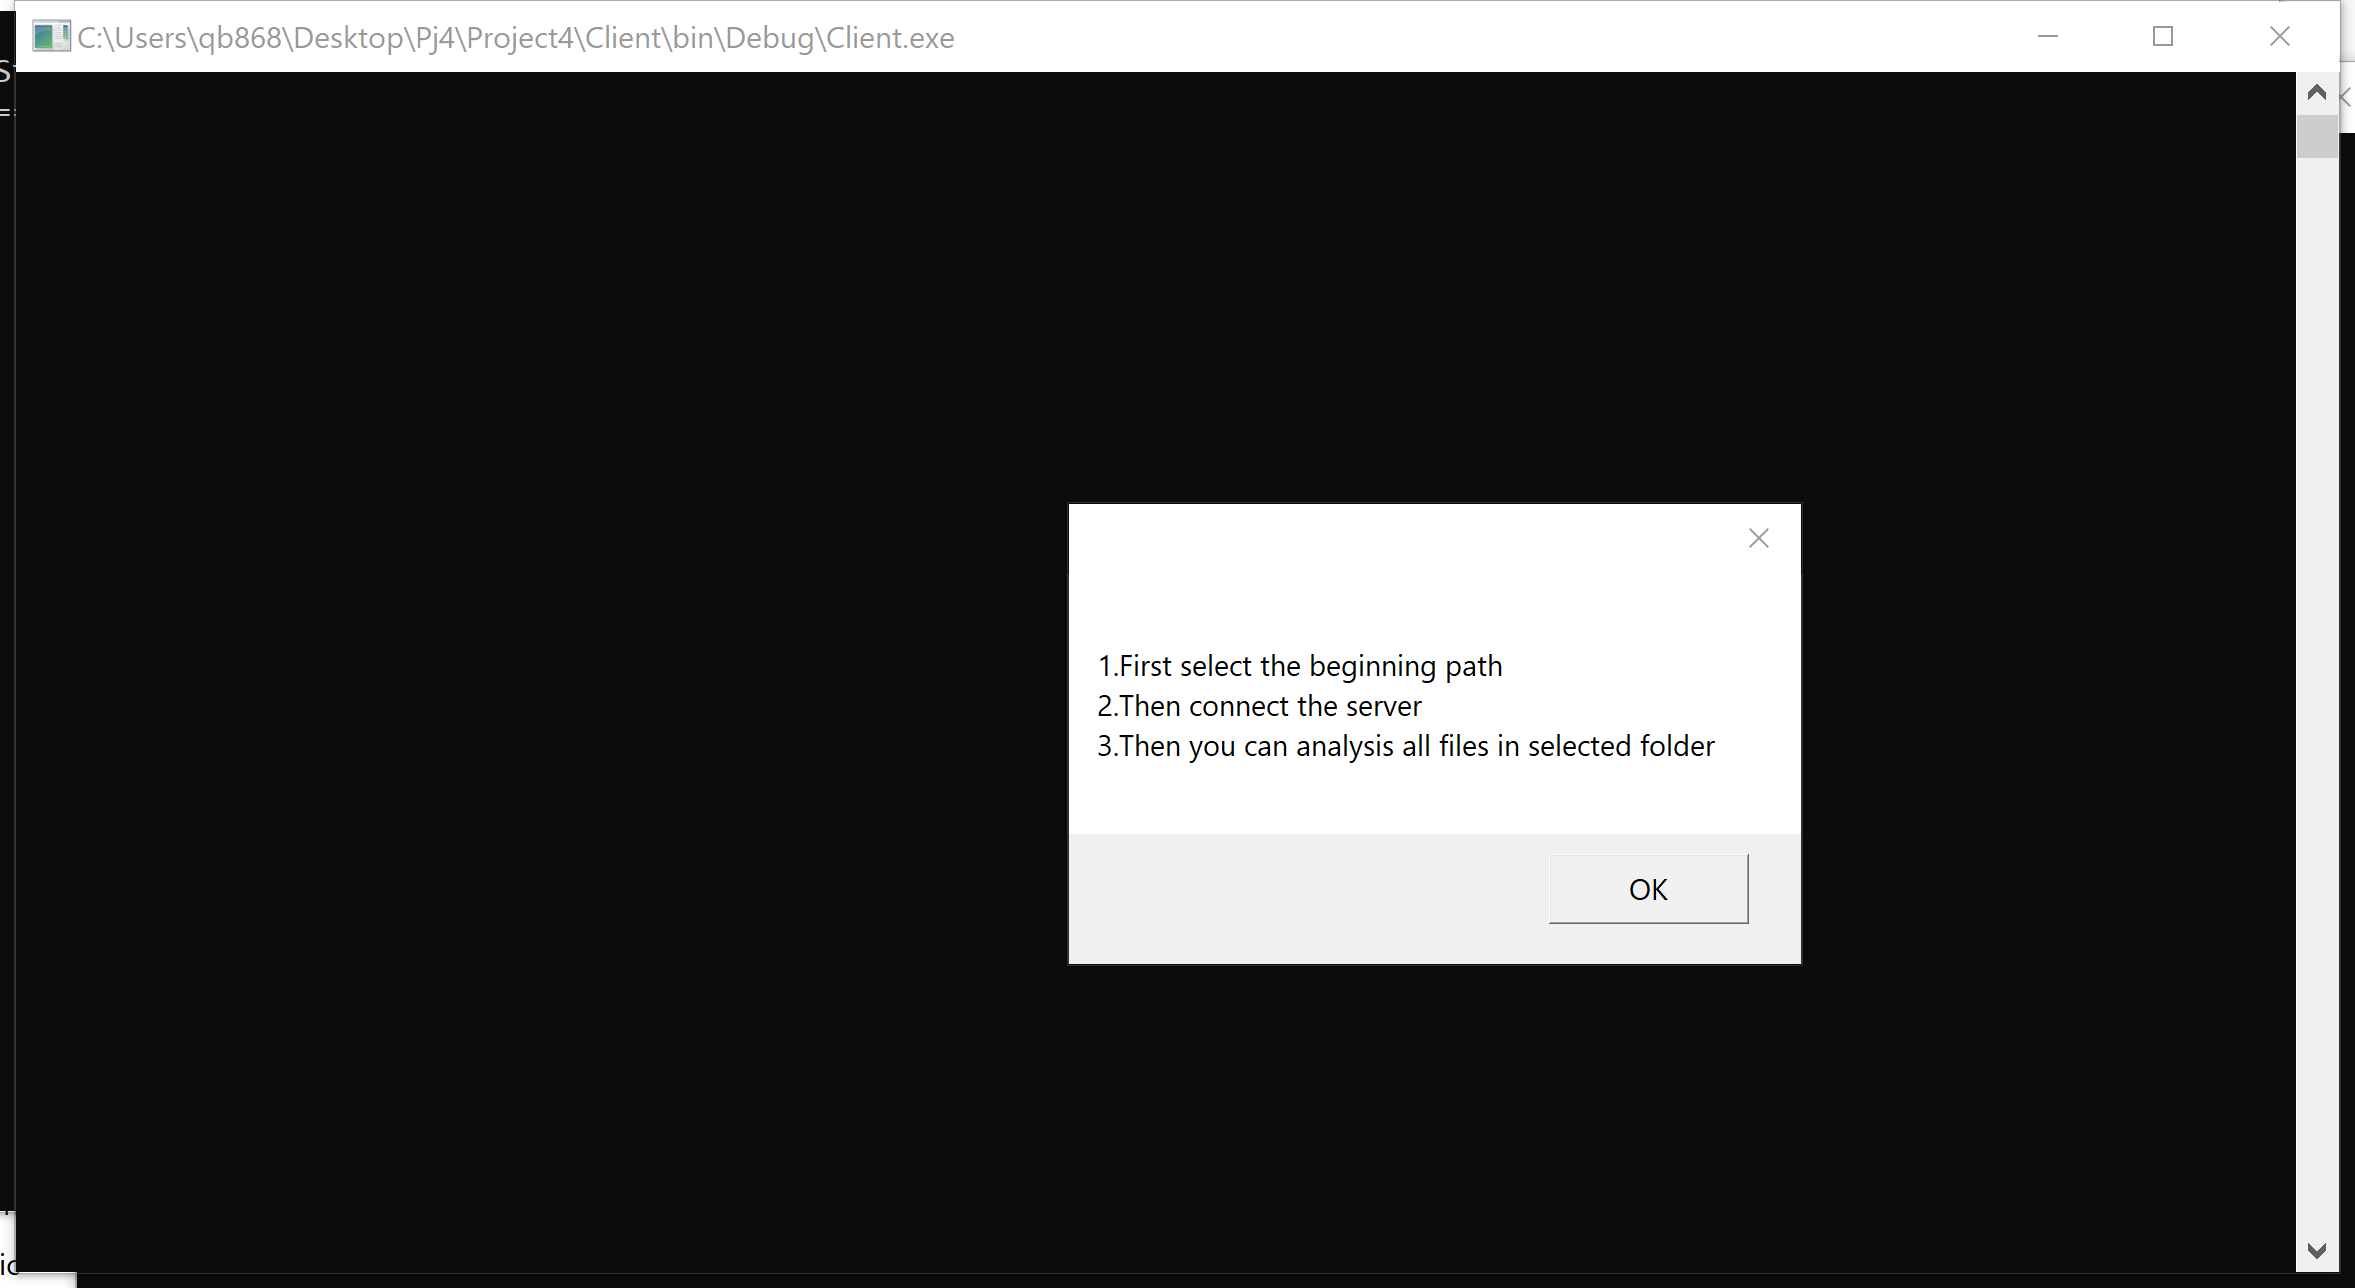 C:\Users\qb868\Desktop\Pj4\Project4\Client\bin\Debug\Client.exe
1.First select the beginning path
2.Then connect the server
3.Then you can analysis all files in selected folder
OK